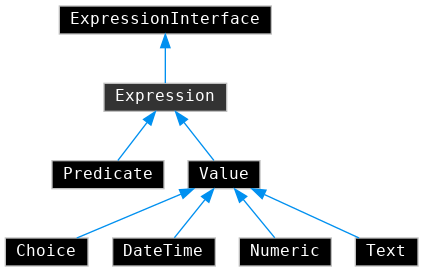 ExpressionInterface
Expression
Predicate
Value
Choice
DateTime
Numeric
Text